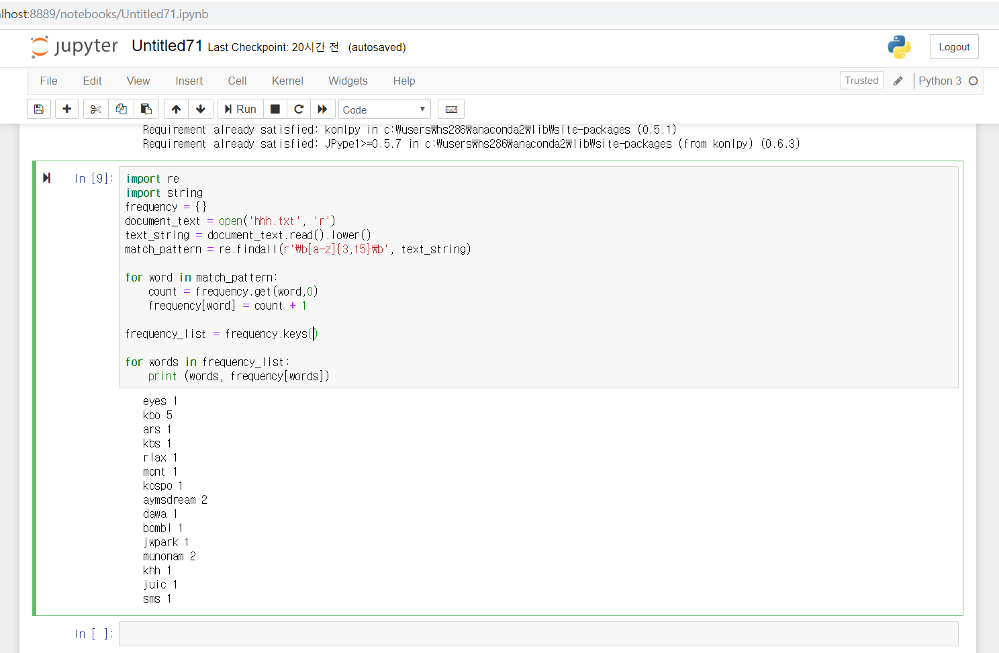 lhost:8889/notebooks/Untitled71.ipynb
jupyter Untitled71 Last Checkpoint: 20시간 전 (autosaved) Logout
File Edit View Insert Cell Kernel Widgets Help Trusted Python 3
Run Code
Requirement already satisfied: konlpy in c:₩users₩hs286₩anaconda2₩lib₩site-packages (0.5.1)
Requirement already satisfied: JPype1>=0.5.7 in c:₩users₩hs286₩anaconda2₩lib₩site-packages (from konlpy) (0.6.3)
In [9]: import re
import string
frequency = {}
document_text = open('hhh.txt', 'r')
text_string = document_text.read().lower()
match_pattern = re.findall(r'₩b[a-z]{3,15}₩b', text_string)
for word in match_pattern:
    count = frequency.get(word,0)
    frequency[word] = count + 1
frequency_list = frequency.keys()
for words in frequency_list:
    print (words, frequency[words])
eyes 1
kbo 5
ars 1
kbs 1
rlax 1
mont 1
kospo 1
aymsdream 2
dawa 1
bombi 1
jwpark 1
munonam 2
khh 1
juic 1
sms 1
In [ ]: